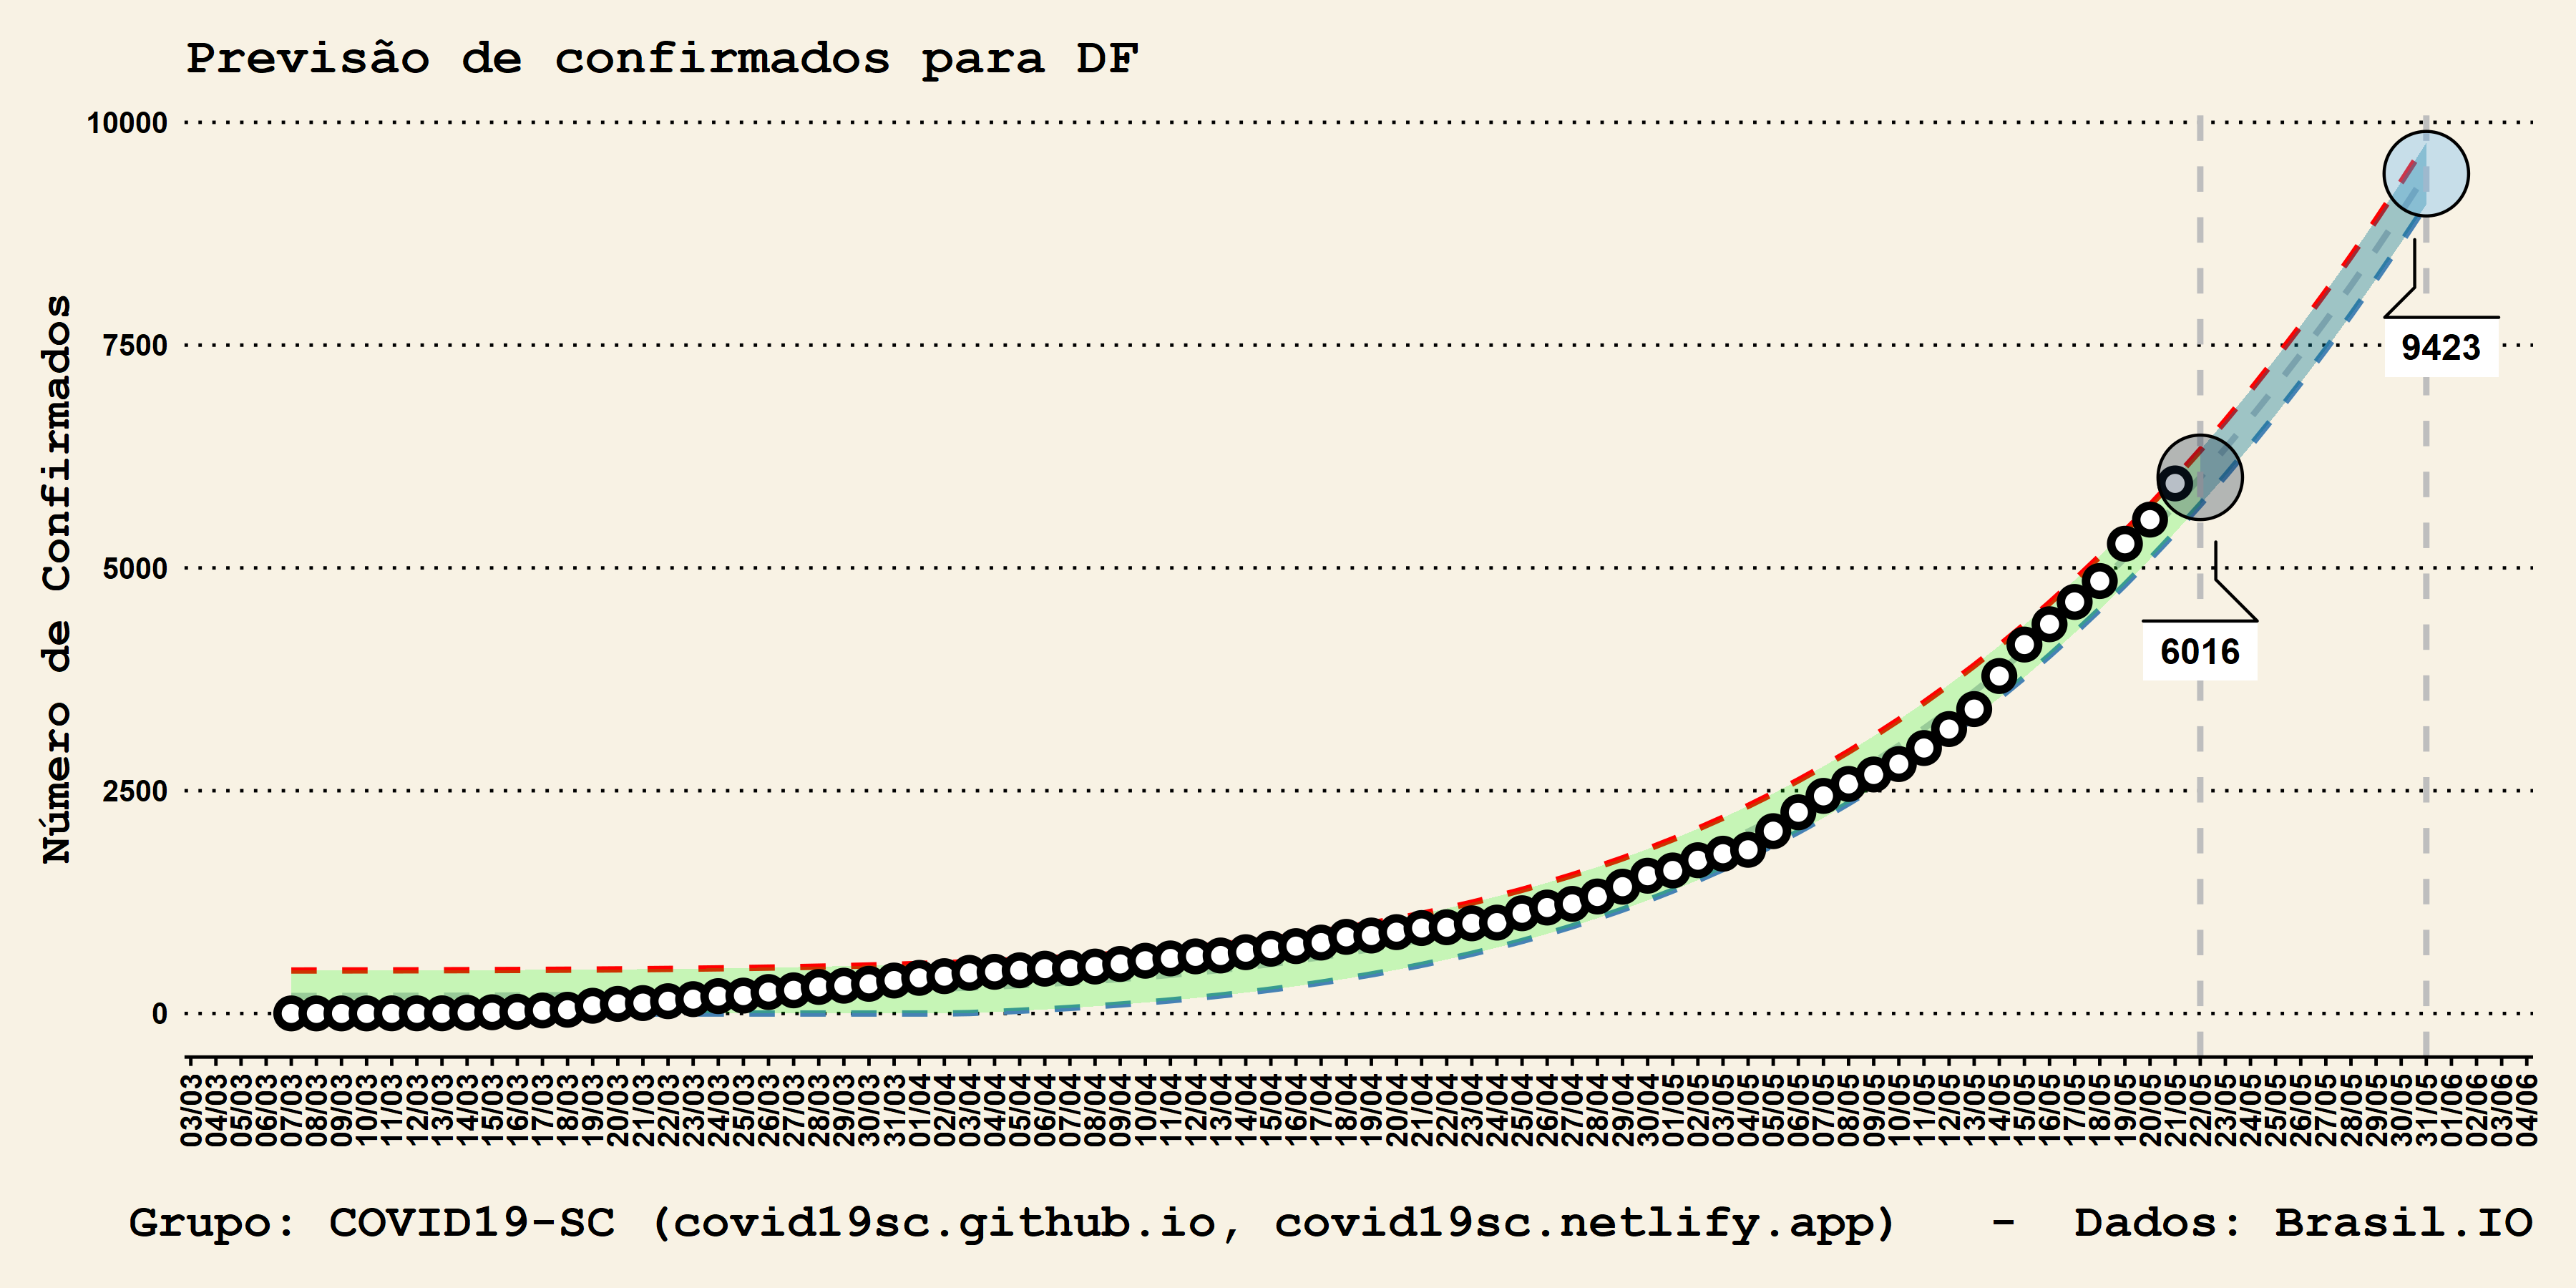 Previsão de confirmados para DF
Número de Confirmados
10000
7500
5000
2500
0
9423
6016
03/03 04/03 05/03 06/03 07/03 08/03 09/03 10/03 11/03 12/03 13/03 14/03 15/03 16/03 17/03 18/03 19/03 20/03 21/03 22/03 23/03 24/03 25/03 26/03 27/03 28/03 29/03 30/03 31/03 01/04 02/04 03/04 04/04 05/04 06/04 07/04 08/04 09/04 10/04 11/04 12/04 13/04 14/04 15/04 16/04 17/04 18/04 19/04 20/04 21/04 22/04 23/04 24/04 25/04 26/04 27/04 28/04 29/04 30/04 01/05 02/05 03/05 04/05 05/05 06/05 07/05 08/05 09/05 10/05 11/05 12/05 13/05 14/05 15/05 16/05 17/05 18/05 19/05 20/05 21/05 22/05 23/05 24/05 25/05 26/05 27/05 28/05 29/05 30/05 31/05 01/06 02/06 03/06 04/06
Grupo: COVID19-SC (covid19sc.github.io, covid19sc.netlify.app) - Dados: Brasil.IO